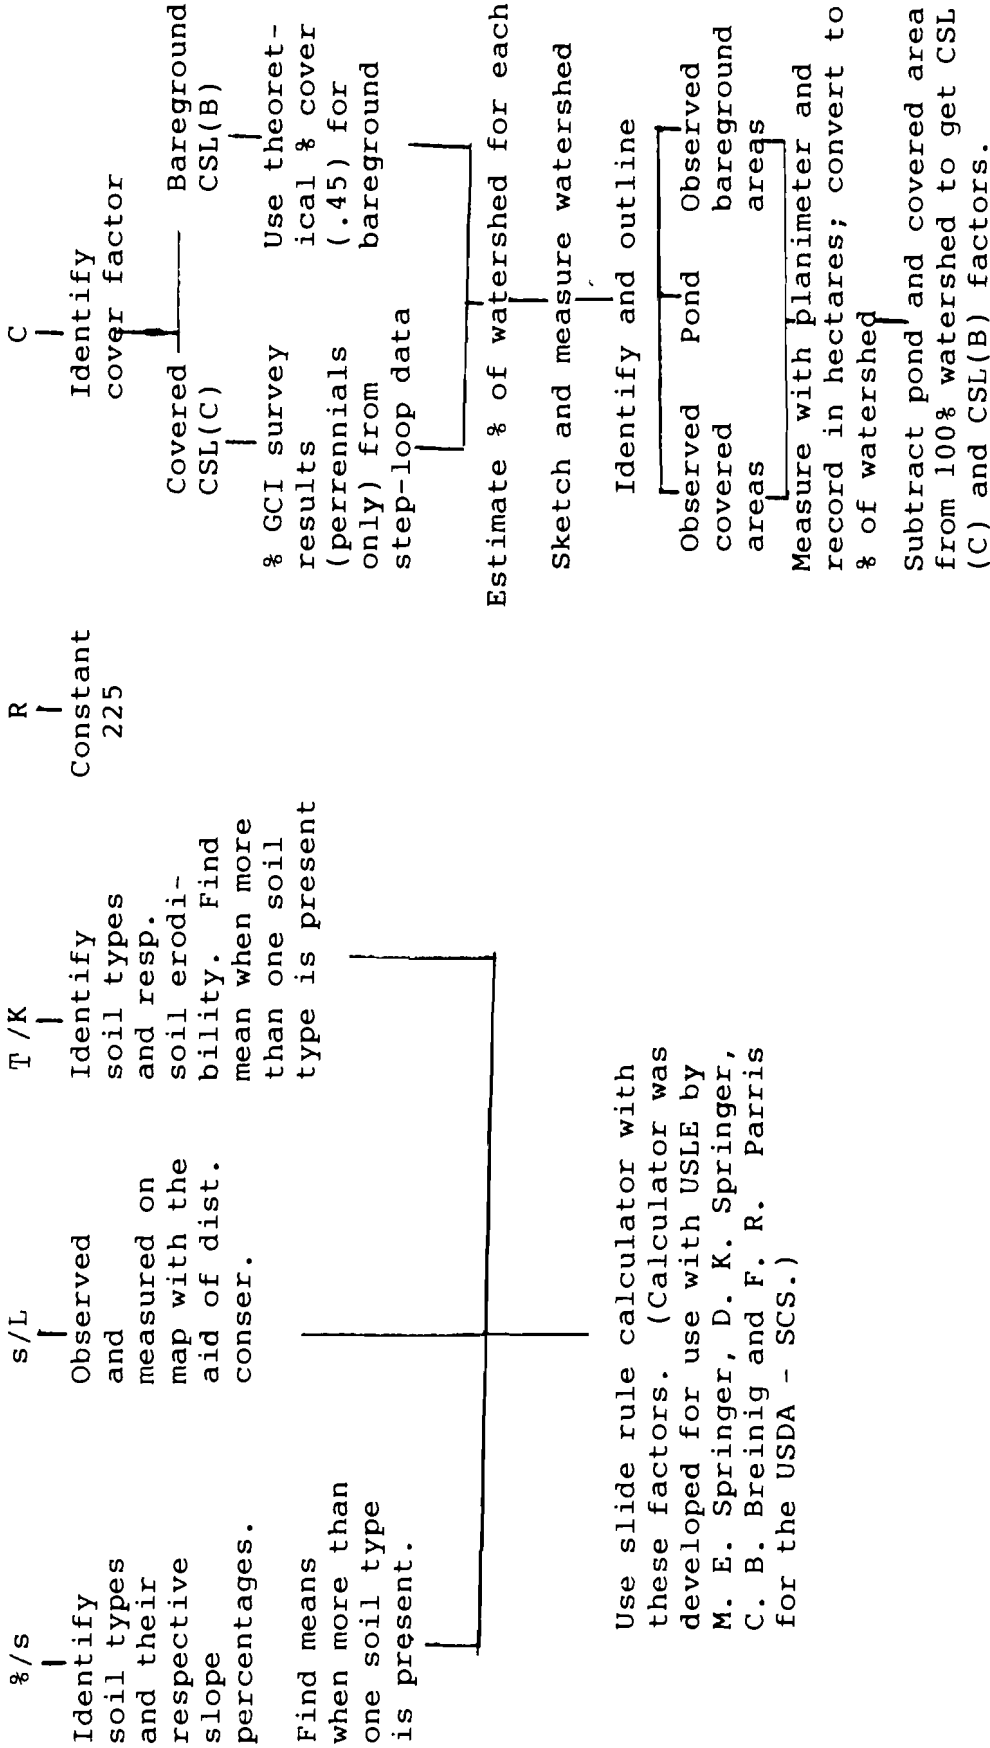 %/s
Identify
soil types
and their
respective
slope
percentages.
Find means
when more than
one soil type
is present.
s/L
Observed
and
measured on
map with the
aid of dist.
conser.
T/K
Identify
soil types
and resp.
soil erodi-
bility. Find
mean when more
than one soil
type is present
Use slide rule calculator with
these factors. (Calculator was
developed for use with USLE by
M. E. Springer, D. K. Springer,
C. B. Breinig and F. R. Parris
for the USDA - SCS.)
R
Constant
225
C
Identify
cover factor
Covered
CSL(C)
% GCI survey
results
(perrennials
only) from
step-loop data
Bareground
CSL(B)
Use theoret-
ical % cover
(.45) for
bareground
Estimate % of watershed for each
Sketch and measure watershed
Identify and outline
Observed
covered
areas
Pond
Observed
bareground
areas
Measure with planimeter and
record in hectares; convert to
% of watershed
Subtract pond and covered area
from 100% watershed to get CSL
(C) and CSL(B) factors.